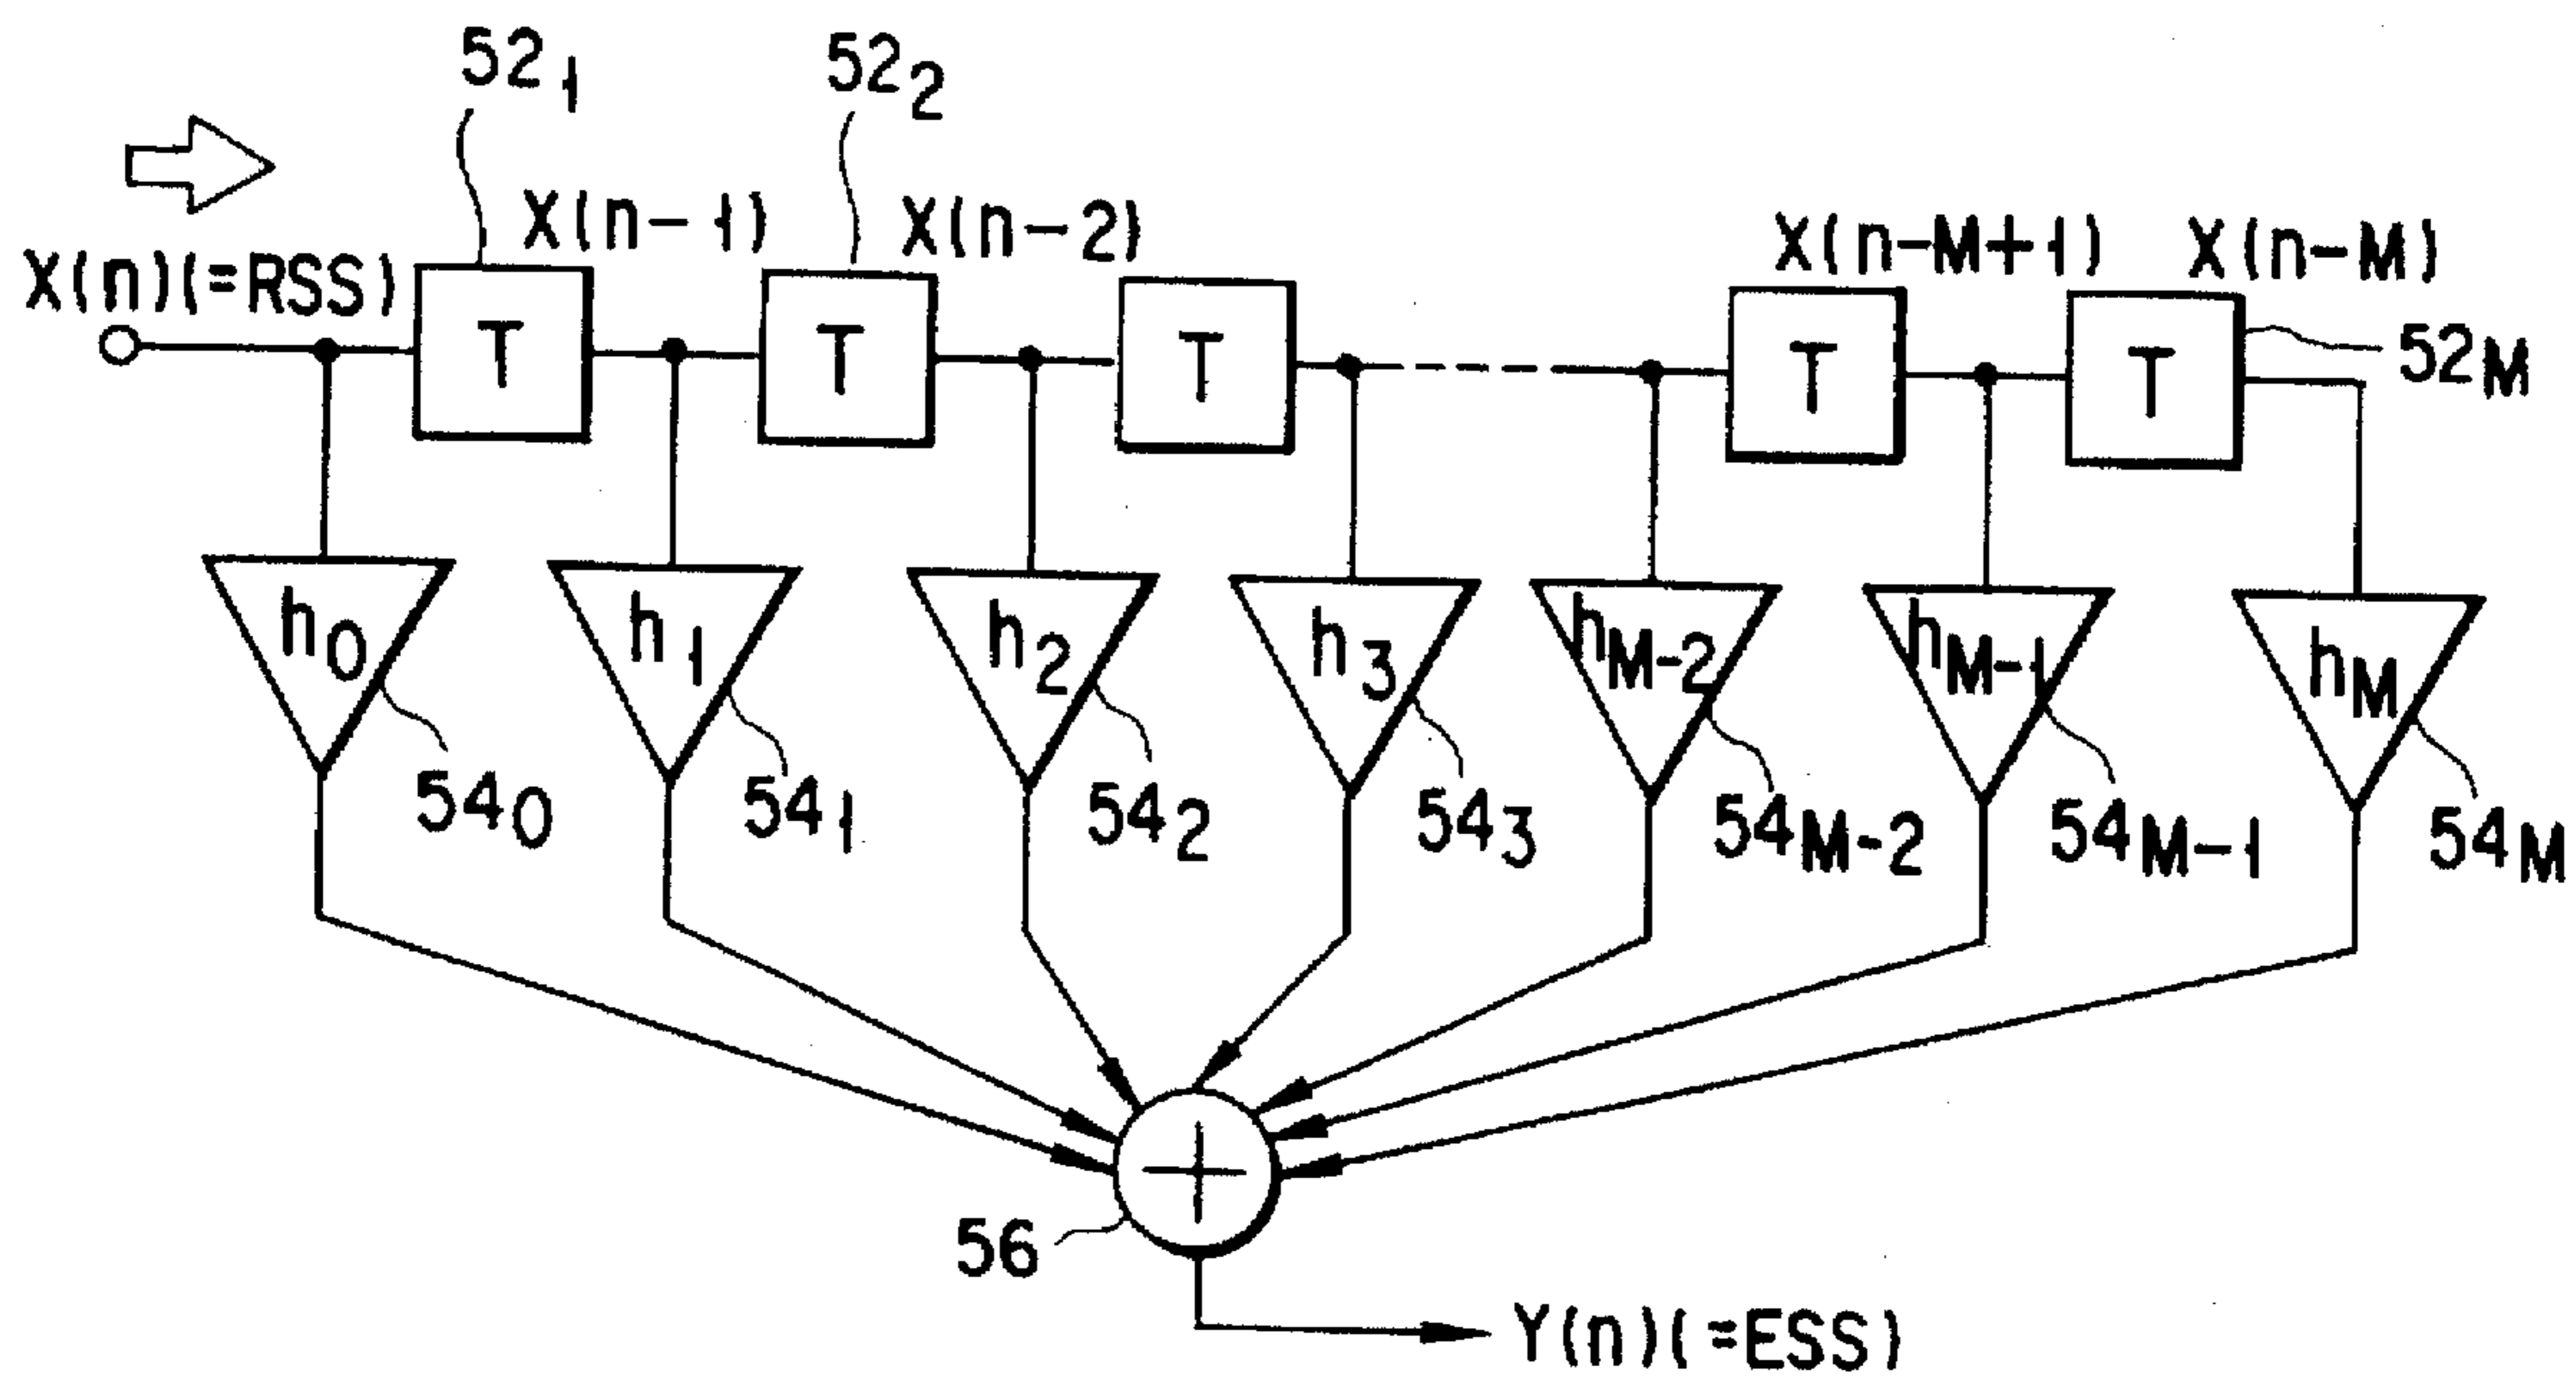 52₁
52₂
X(n)(=RSS)
X(n-1)
X(n-2)
X(n-M+1)
X(n-M)
T
T
T
T
T
52M
h₀
h₁
h₂
h₃
hM-2
hM-1
hM
54₀
54₁
54₂
54₃
54M-2
54M-1
54M
+
56
Y(n)(=ESS)